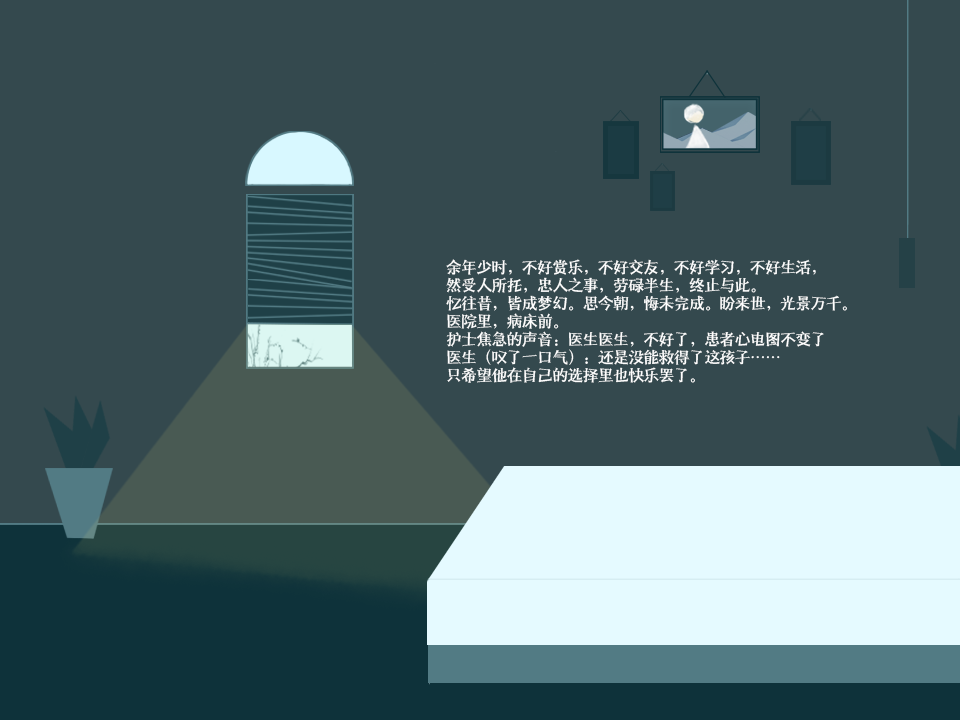 余年少时，不好赏乐，不好交友，不好学习，不好生活，
然受人所托，忠人之事，劳碌半生，终止与此。
忆往昔，皆成梦幻。思今朝，悔未完成。盼来世，光景万千。
医院里，病床前。
护士焦急的声音：医生医生，不好了，患者心电图不变了
医生（叹了一口气）：还是没能救得了这孩子……
只希望他在自己的选择里也快乐罢了。